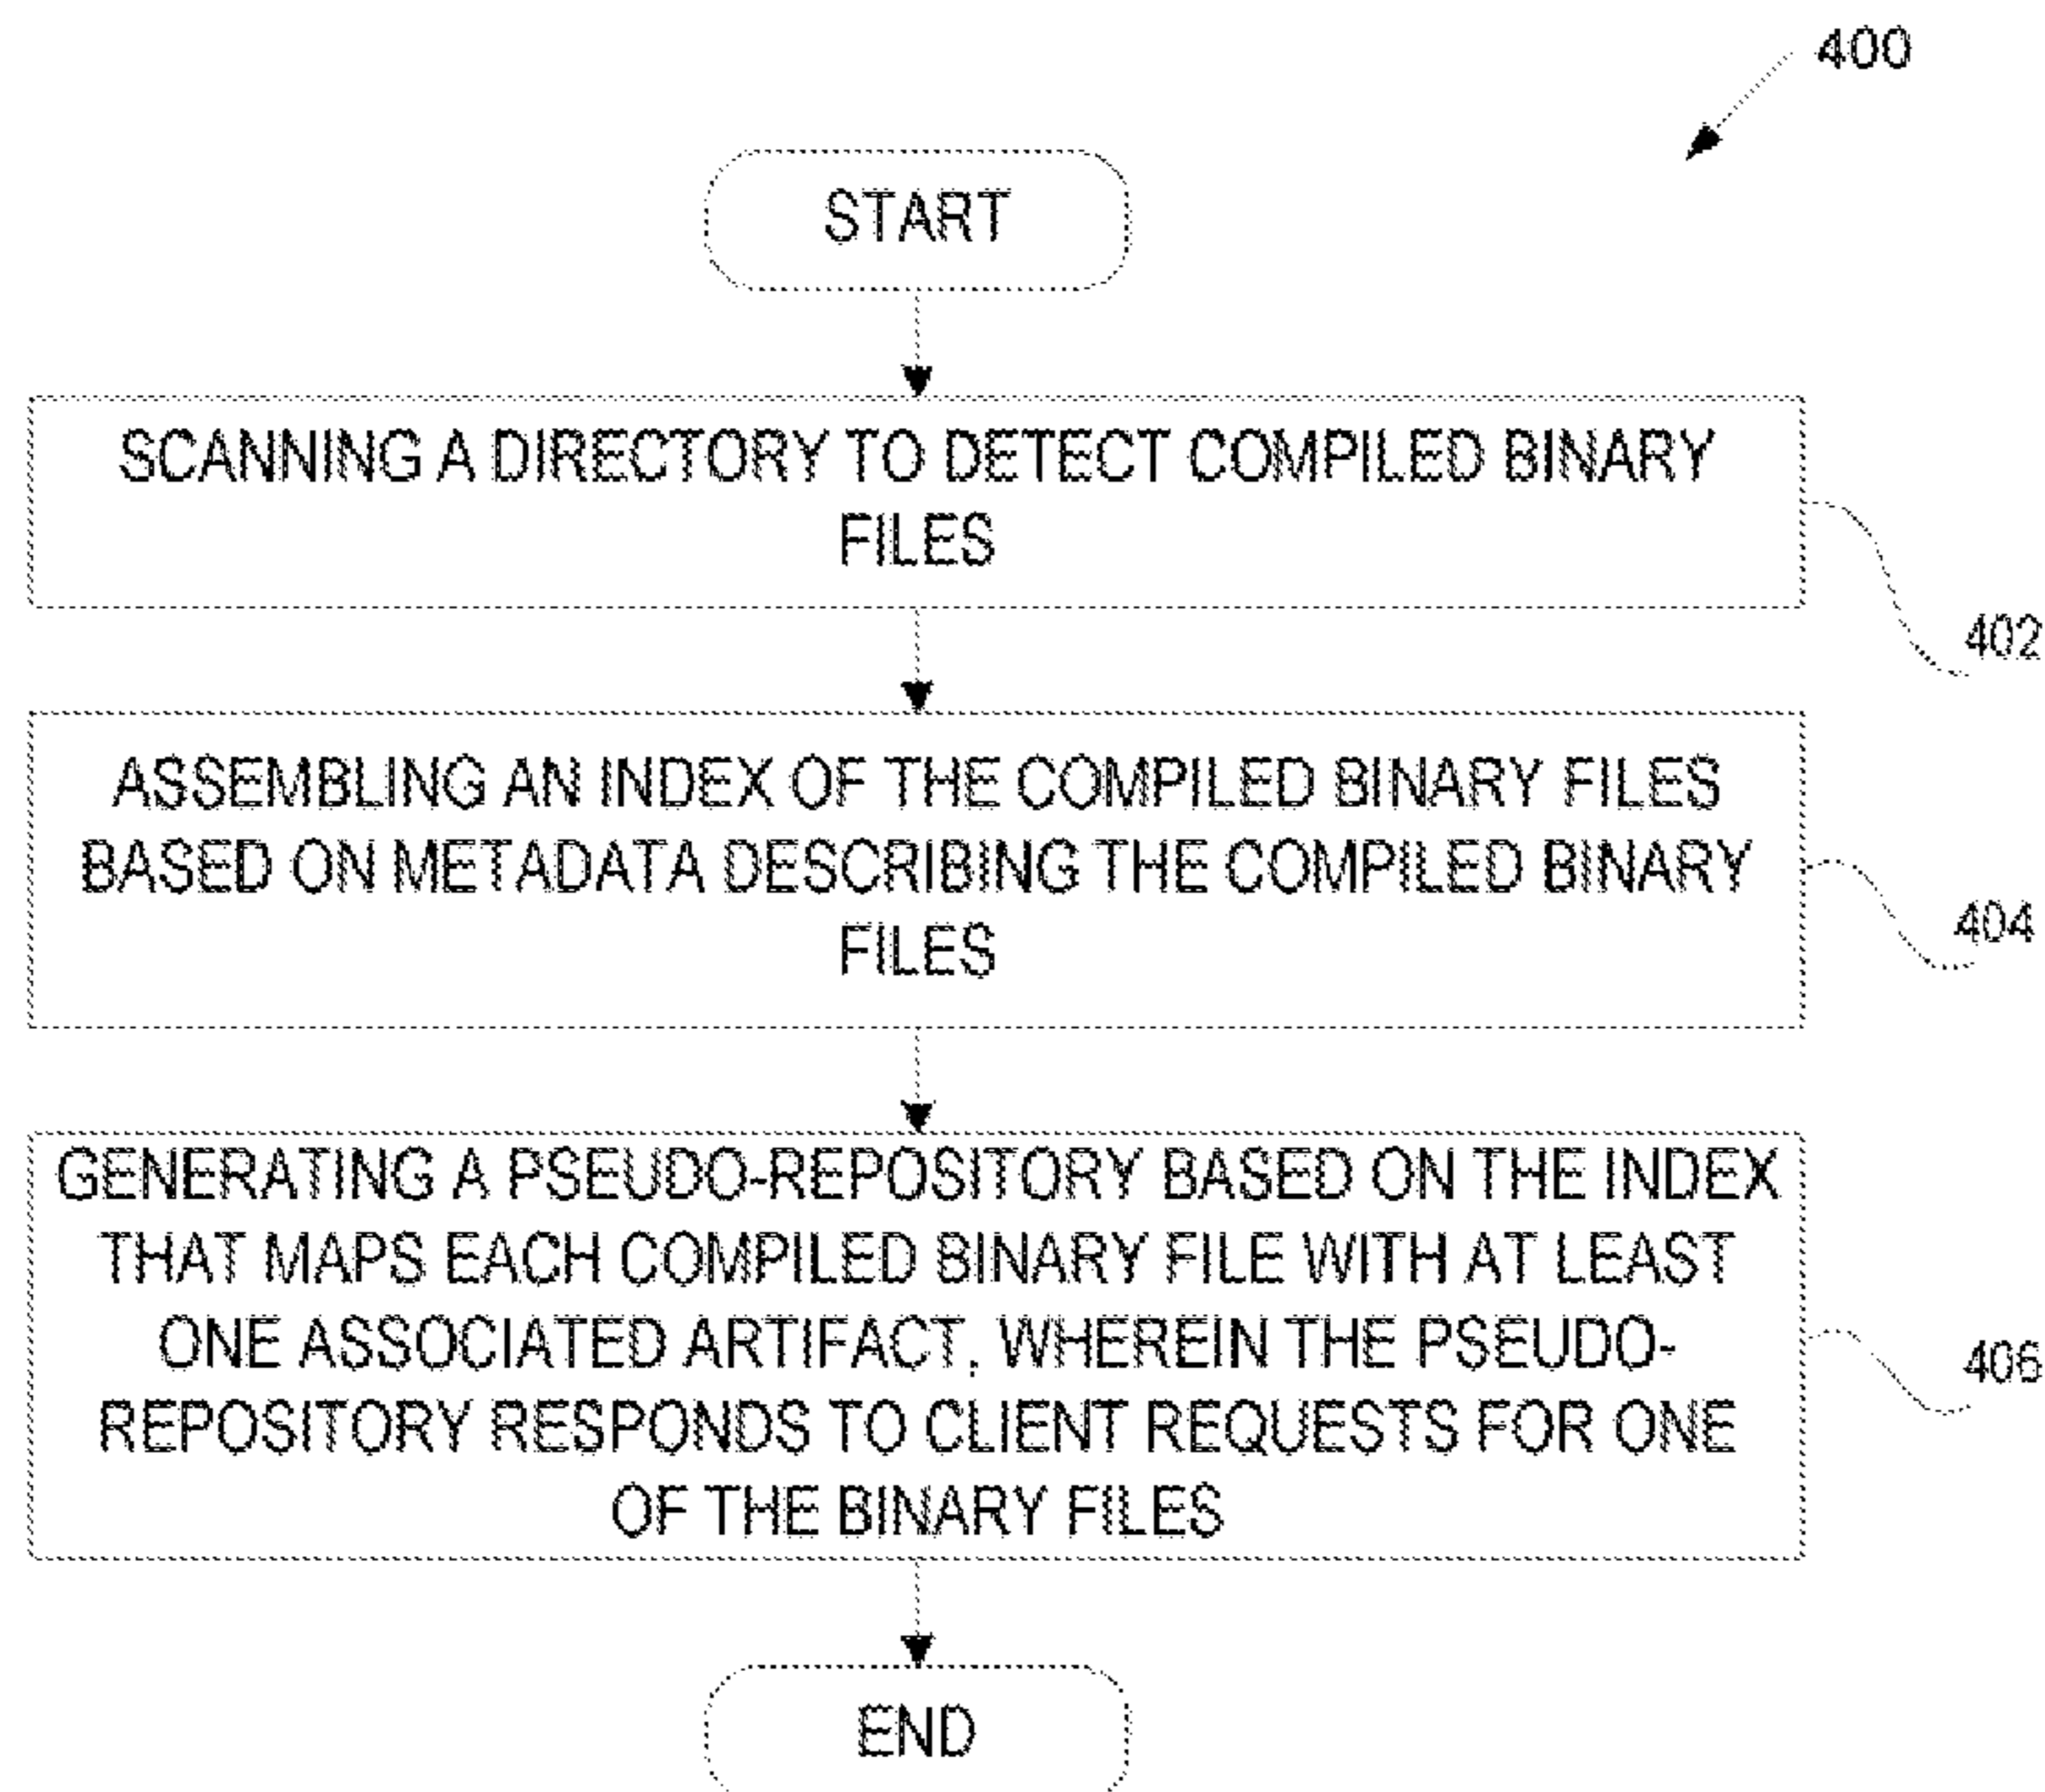 400
START
SCANNING A DIRECTORY TO DETECT COMPILED BINARY
FILES
402
ASSEMBLING AN INDEX OF THE COMPILED BINARY FILES
BASED ON METADATA DESCRIBING THE COMPILED BINARY
FILES
404
GENERATING A PSEUDO-REPOSITORY BASED ON THE INDEX
THAT MAPS EACH COMPILED BINARY FILE WITH AT LEAST
ONE ASSOCIATED ARTIFACT, WHEREIN THE PSEUDO-
REPOSITORY RESPONDS TO CLIENT REQUESTS FOR ONE
OF THE BINARY FILES
406
END